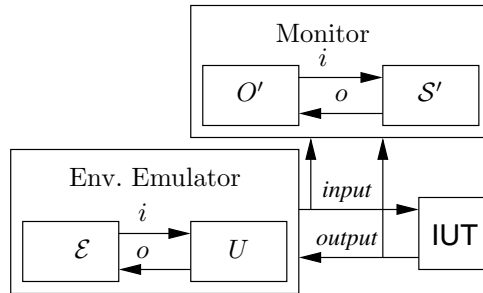 Monitor
i
O′ o S′
Env. Emulator
input
i
output IUT
E o U